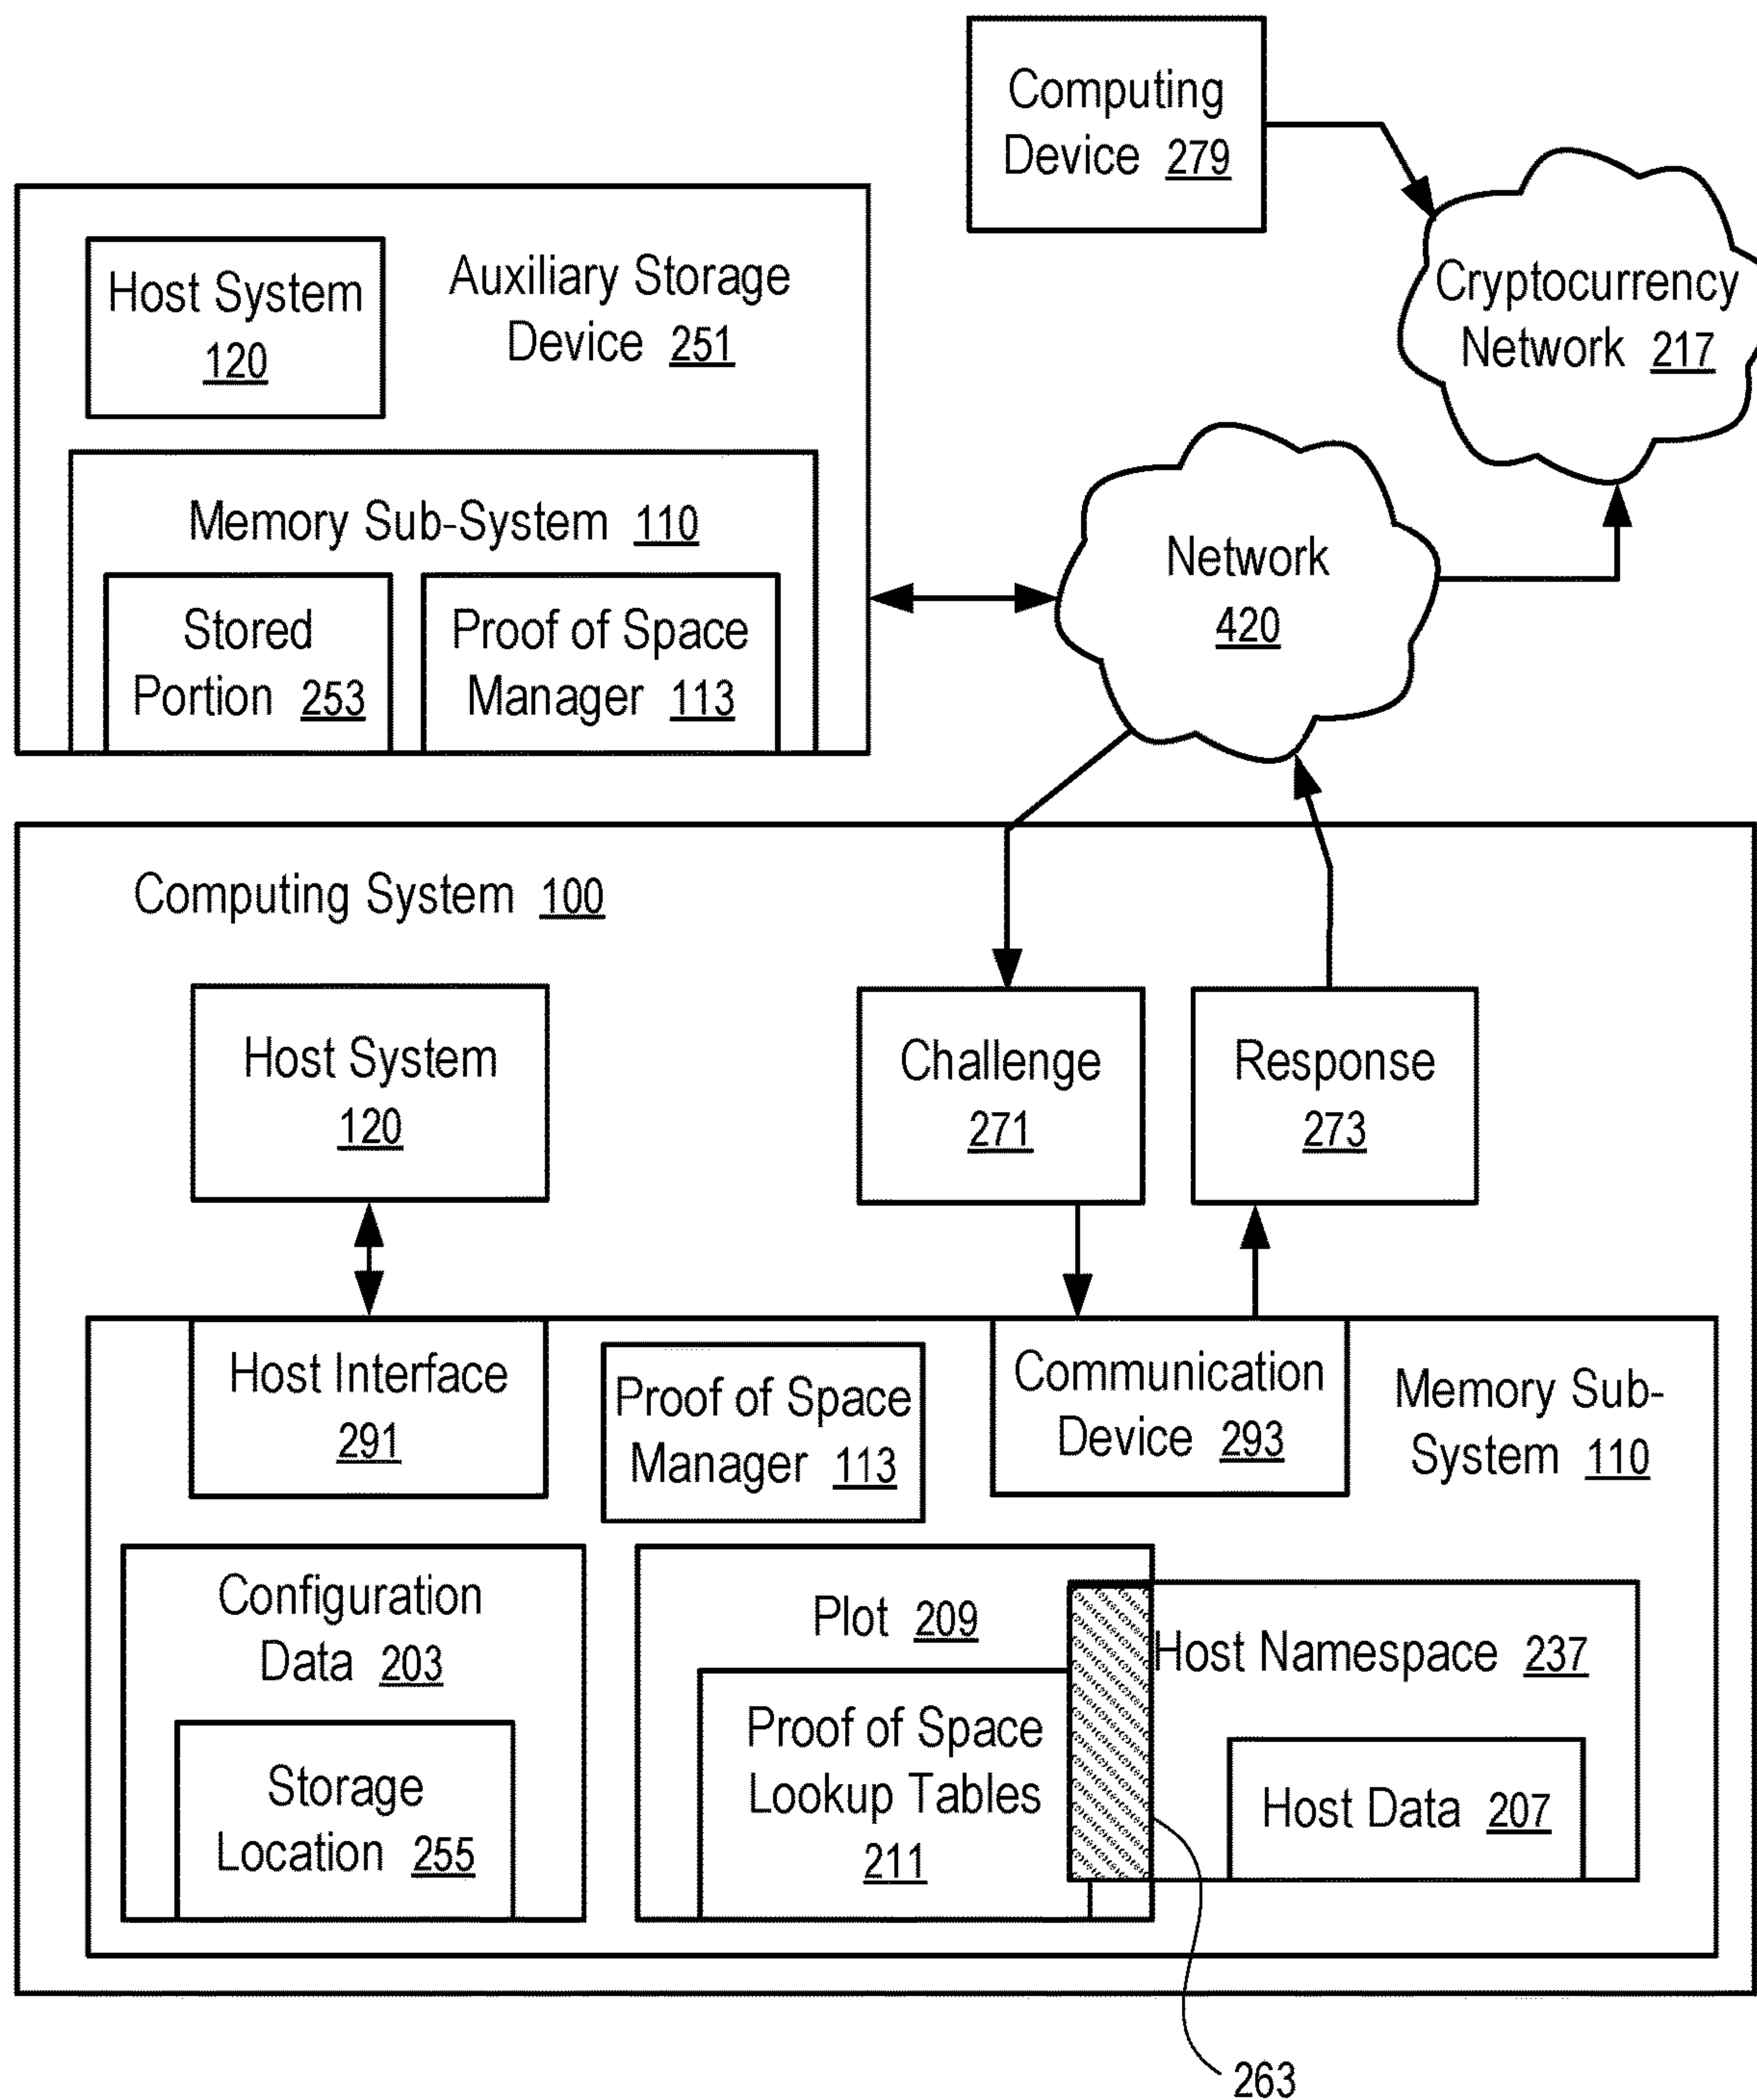 Computing
Device 279
Cryptocurrency
Network 217
Host System
120
Auxiliary Storage
Device 251
Memory Sub-System 110
Stored
Portion 253
Proof of Space
Manager 113
Network
420
Computing System 100
Host System
120
Challenge
271
Response
273
Host Interface
291
Proof of Space
Manager 113
Communication
Device 293
Memory Sub-
System 110
Configuration
Data 203
Storage
Location 255
Plot 209
Proof of Space
Lookup Tables
211
Host Namespace 237
Host Data 207
263